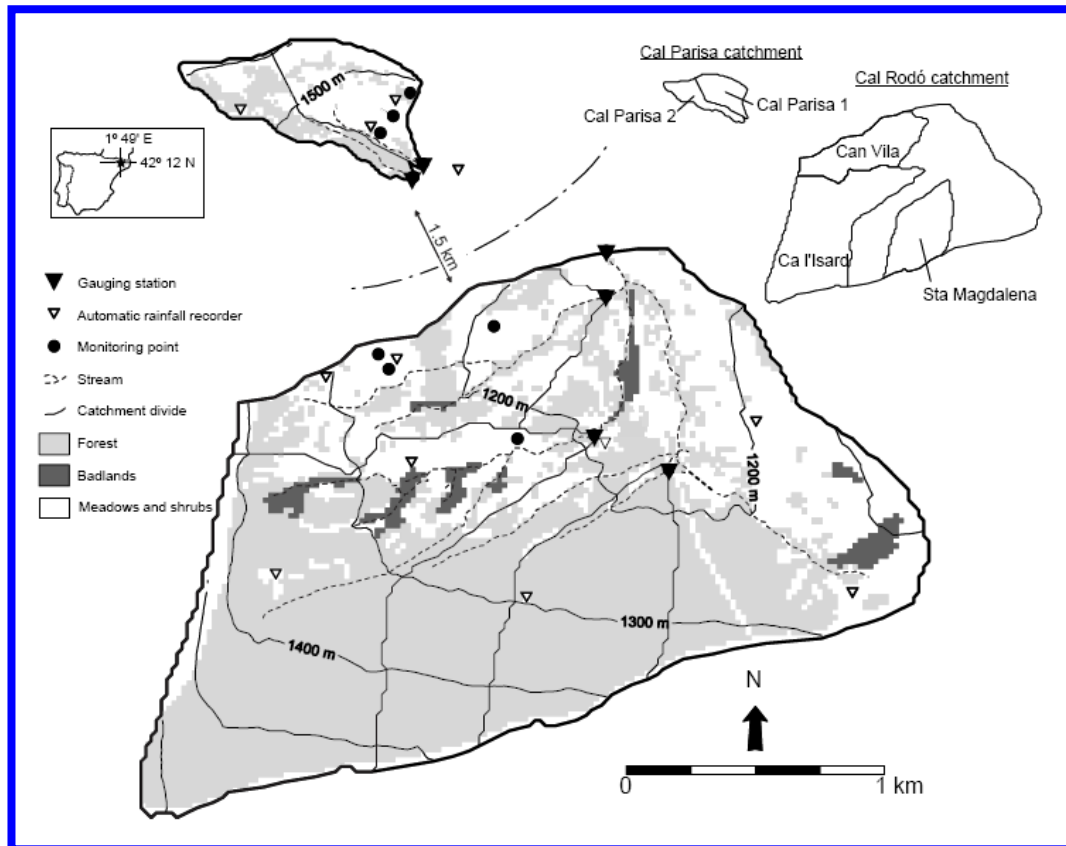 Cal Parisa catchment
Cal Parisa 1
Cal Parisa 2
Cal Rodó catchment
Can Vila
Ca l'Isard
Sta Magdalena
1500 m
1º 49' E
42º 12 N
1.5 km
Gauging station
Automatic rainfall recorder
Monitoring point
Stream
Catchment divide
Forest
Badlands
Meadows and shrubs
1200 m
1200 m
1300 m
1400 m
N
0 1 km